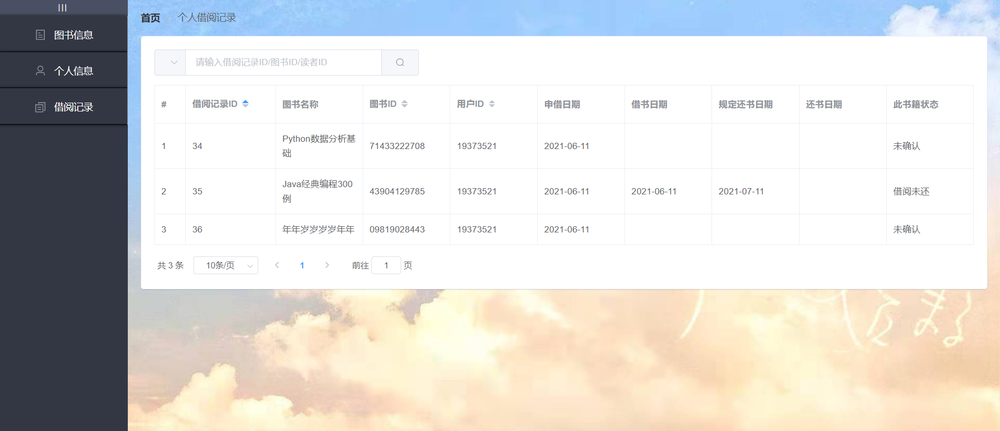 图书信息
个人信息
借阅记录
首页 个人借阅记录
请输入借阅记录ID/图书ID/读者ID
# 借阅记录ID 图书名称 图书ID 用户ID 申借日期 借书日期 规定还书日期 还书日期 此书籍状态
1 34 Python数据分析基础 71433222708 19373521 2021-06-11 未确认
2 35 Java经典编程300例 43904129785 19373521 2021-06-11 2021-06-11 2021-07-11 借阅未还
3 36 年年岁岁岁岁年年 09819028443 19373521 2021-06-11 未确认
共 3 条 10条/页 1 前往 1 页